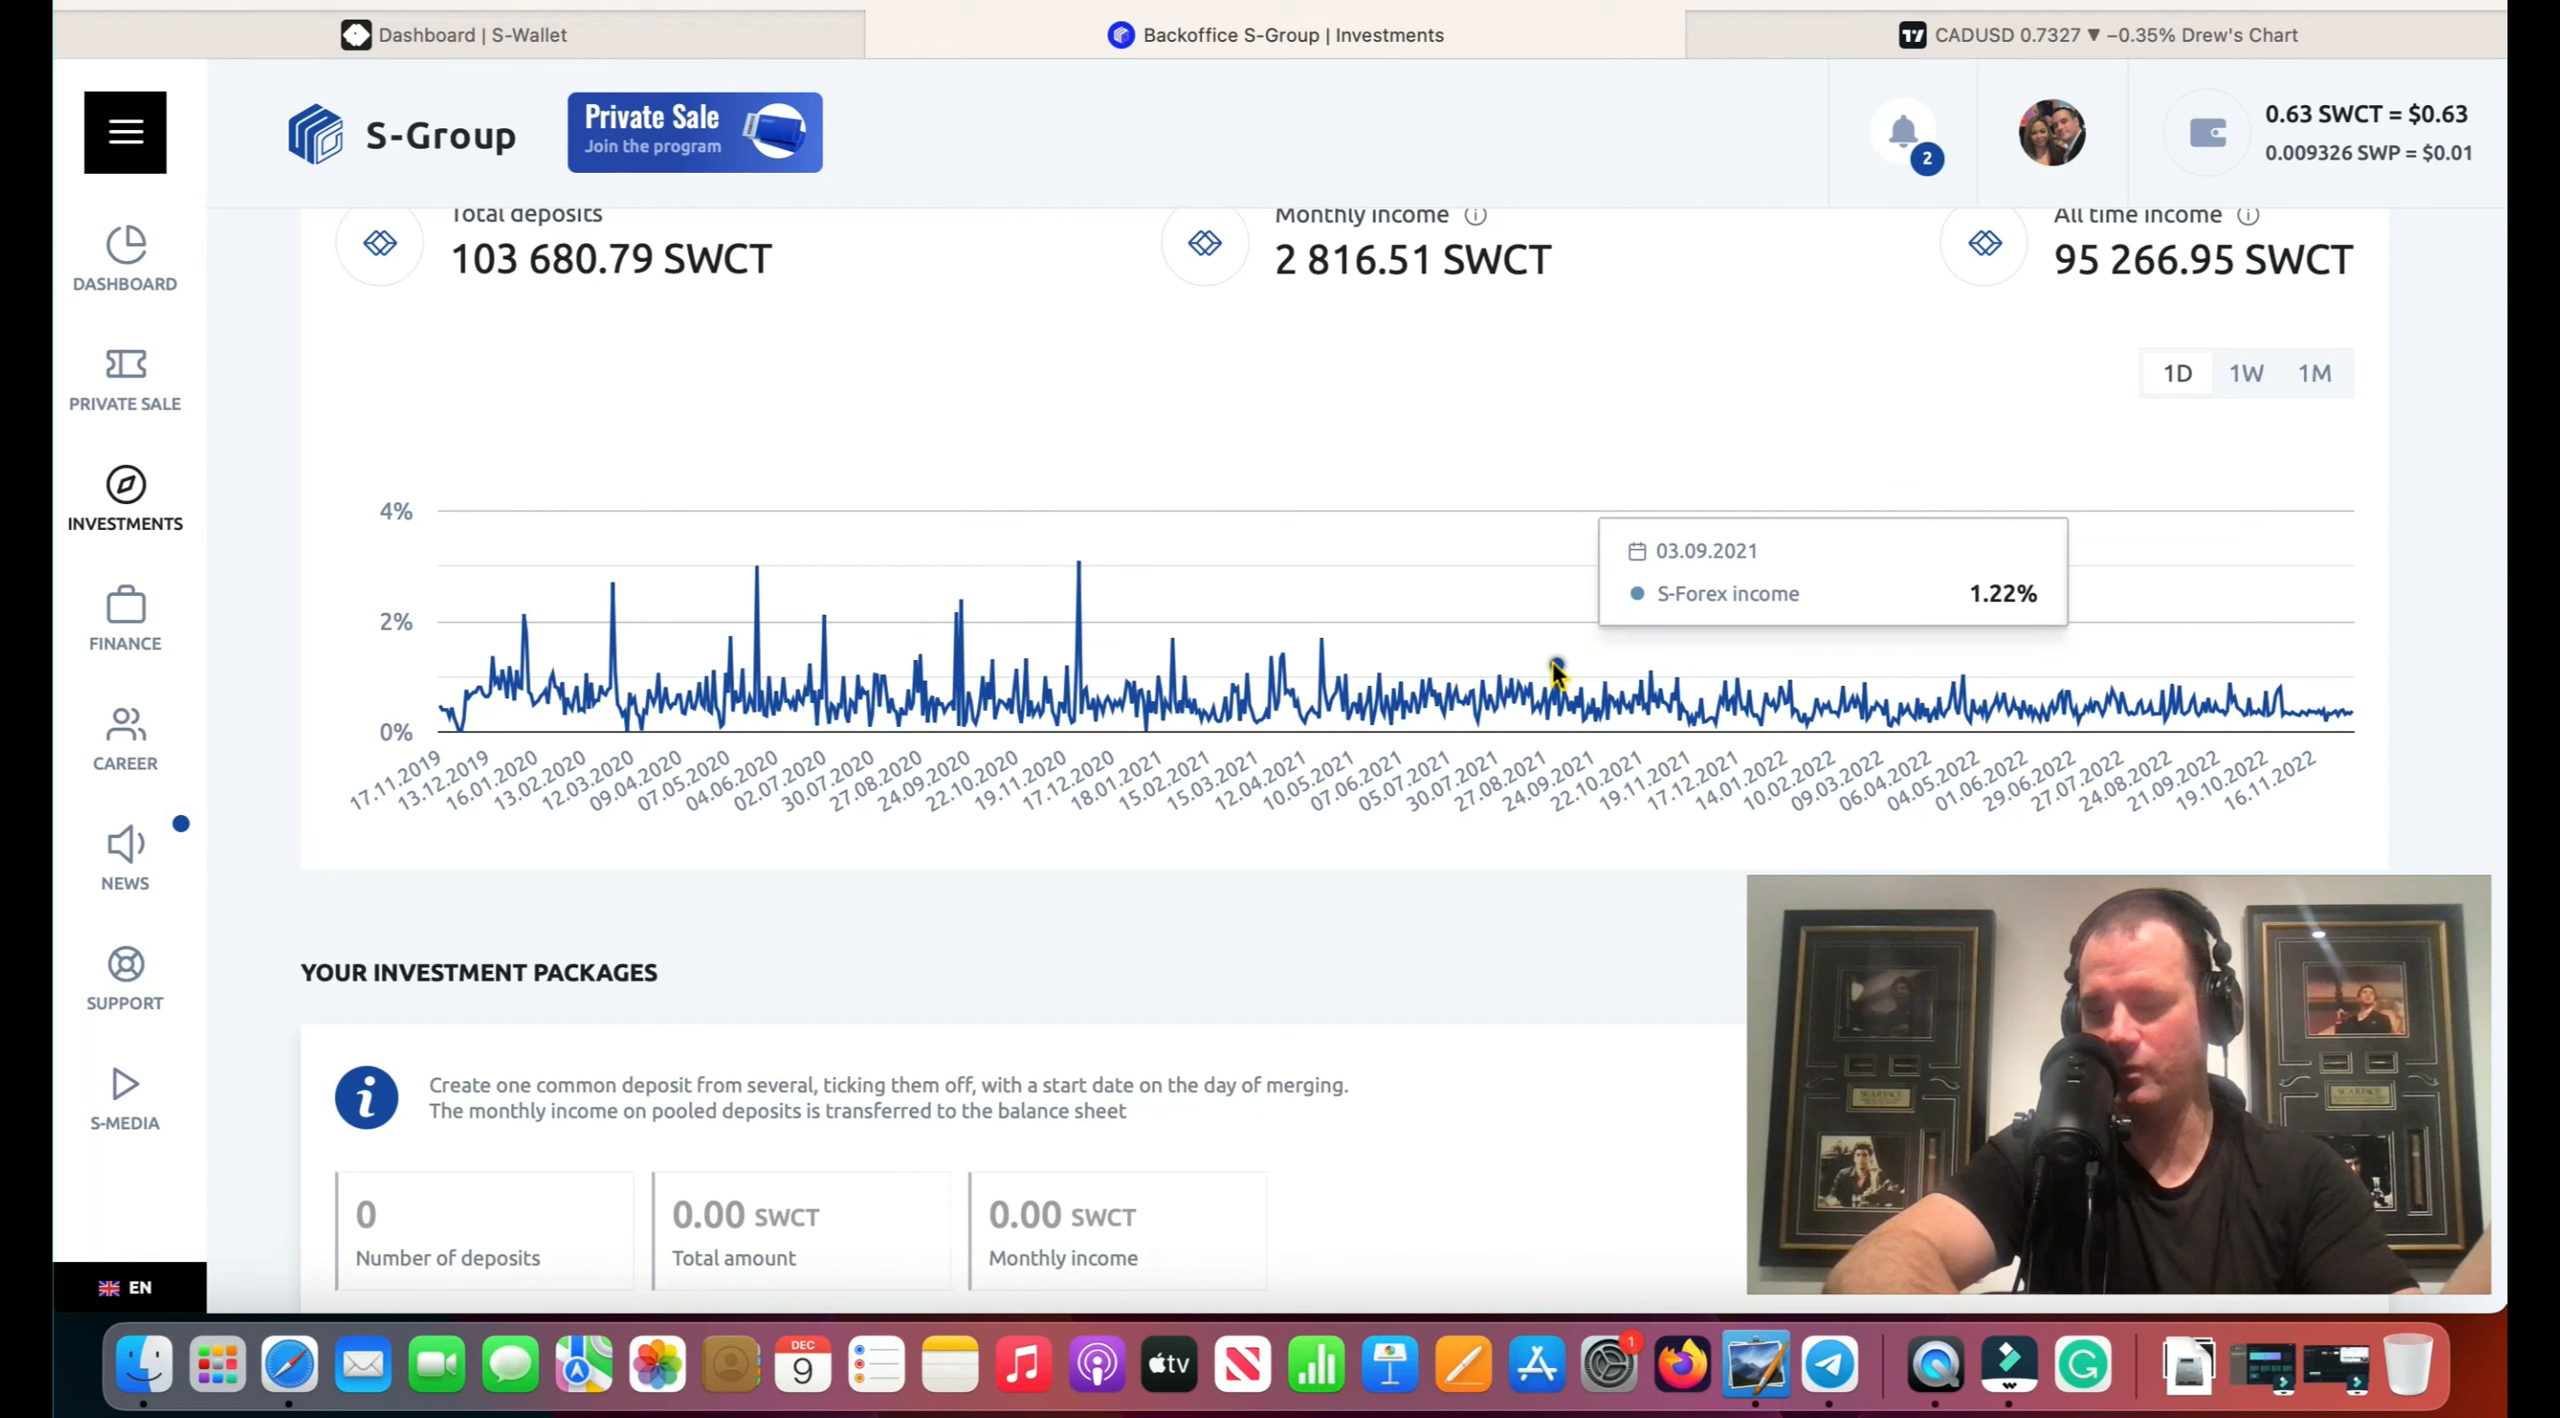 Dashboard | S-Wallet
Backoffice S-Group | Investments
CADUSD 0.7327 ▼ −0.35% Drew's Chart
S-Group
Private Sale
Join the program
2
0.63 SWCT = $0.63
0.009326 SWP = $0.01
DASHBOARD
PRIVATE SALE
INVESTMENTS
FINANCE
CAREER
NEWS
SUPPORT
S-MEDIA
EN
Total deposits
103 680.79 SWCT
Monthly income
2 816.51 SWCT
All time income
95 266.95 SWCT
1D 1W 1M
4%
2%
0%
03.09.2021
S-Forex income 1.22%
17.11.2019
13.12.2019
16.01.2020
13.02.2020
12.03.2020
09.04.2020
07.05.2020
04.06.2020
02.07.2020
30.07.2020
27.08.2020
24.09.2020
22.10.2020
19.11.2020
17.12.2020
18.01.2021
15.02.2021
15.03.2021
12.04.2021
10.05.2021
07.06.2021
05.07.2021
30.07.2021
27.08.2021
24.09.2021
22.10.2021
19.11.2021
17.12.2021
14.01.2022
10.02.2022
09.03.2022
06.04.2022
04.05.2022
01.06.2022
29.06.2022
27.07.2022
24.08.2022
21.09.2022
19.10.2022
16.11.2022
YOUR INVESTMENT PACKAGES
Create one common deposit from several, ticking them off, with a start date on the day of merging.
The monthly income on pooled deposits is transferred to the balance sheet
0
Number of deposits
0.00 SWCT
Total amount
0.00 SWCT
Monthly income
SCARFACE
SCARFACE
DEC
9
tv
1